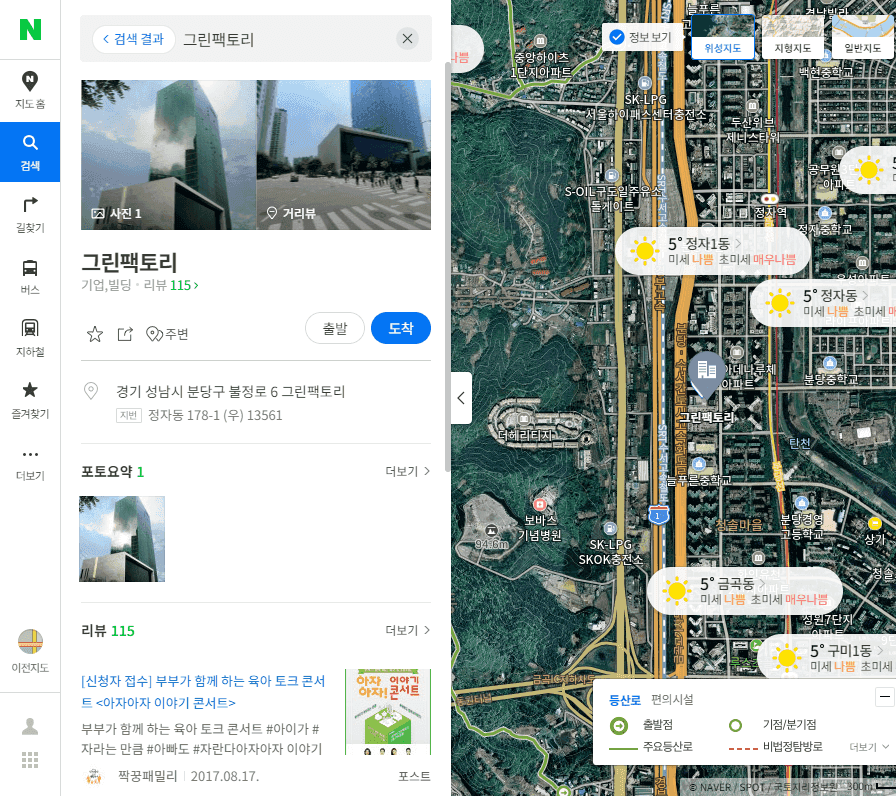 N
지도 홈
검색
길찾기
버스
지하철
즐겨찾기
더보기
이전지도
검색 결과
그린팩토리
사진 1
거리뷰
그린팩토리
기업,빌딩 · 리뷰 115
주변
출발
도착
경기 성남시 분당구 불정로 6 그린팩토리
지번 정자동 178-1 (우) 13561
포토요약 1
더보기
리뷰 115
더보기
[신청자 접수] 부부가 함께 하는 육아 토크 콘서
트 <아자아자 이야기 콘서트>
부부가 함께 하는 육아 토크 콘서트 #아이가 #
자라는 만큼 #아빠도 #자란다아자아자 이야기
짝꿍패밀리 2017.08.17.
포스트
아자
아자!
이야기
콘서트
정보보기
위성지도
지형지도
일반지도
나쁨
중앙하이츠
1단지아파트
백현중학교
SK-LPG
서울하이패스센터충전소
두산위브
제니스타워
S-OIL구도일주유소
톨게이트
정자역
정자중학교
5° 정자1동
미세 나쁨 초미세 매우나쁨
5° 정자동
미세 나쁨 초미세
분당중학교
그린팩토리
더헤리티지
탄천
늘푸른중학교
보바스
기념병원
94.6m
1
청솔마을
분당경영
고등학교
상가
SK-LPG
SKOK충전소
5° 금곡동
미세 나쁨 초미세 매우나쁨
청솔
성원7단지
아파트
5° 구미1동
미세 나쁨 초미세
등산로
편의시설
출발점
기점/분기점
주요등산로
비법정탐방로
더보기
© NAVER / SPOT / 국토지리정보원
300m